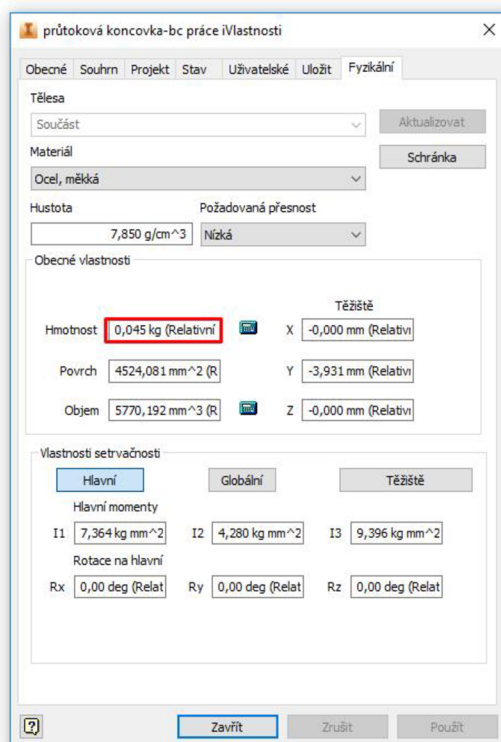 průtoková koncovka-bc práce iVlastnosti
Obecné Souhrn Projekt Stav Uživatelské Uložit Fyzikální
Tělesa
Součást Aktualizovat
Materiál Schránka
Ocel, měkká
Hustota Požadovaná přesnost
7,850 g/cm^3 Nízká
Obecné vlastnosti
Těžiště
Hmotnost 0,045 kg (Relativní X -0,000 mm (Relativ
Povrch 4524,081 mm^2 (R Y -3,931 mm (Relativ
Objem 5770,192 mm^3 (R Z -0,000 mm (Relativ
Vlastnosti setrvačnosti
Hlavní Globální Těžiště
Hlavní momenty
I1 7,364 kg mm^2 I2 4,280 kg mm^2 I3 9,396 kg mm^2
Rotace na hlavní
Rx 0,00 deg (Relat Ry 0,00 deg (Relat Rz 0,00 deg (Relat
Zavřít Zrušit Použít